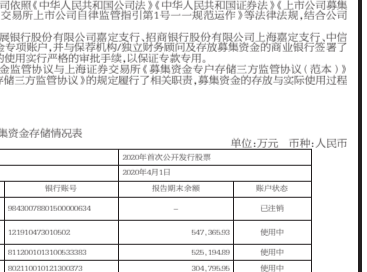 司依照《中华人民共和国公司法》《中华人民共和国证券法》《上市公司募集
交易所上市公司自律监管指引第1号——规范运作》等法律法规,结合公司
展银行股份有限公司嘉定支行、招商银行股份有限公司上海嘉定支行、中信
金专项账户,并与保荐机构/独立财务顾问及存放募集资金的商业银行签署了
的使用实行严格的审批手续,以保证专款专用。
金监管协议与上海证券交易所《募集资金专户存储三方监管协议(范本)》
存储三方监管协议》的规定履行了相关职责,募集资金的存放与实际使用过程
集资金存储情况表
单位:万元 币种:人民币
2020年首次公开发行股票
2020年4月1日
银行账号 报告期末余额 账户状态
98430078801500000634 - 已注销
121910473010502 547,365.93 使用中
8112001013100533383 525,194.89 使用中
802110010121300373 304,795.95 使用中